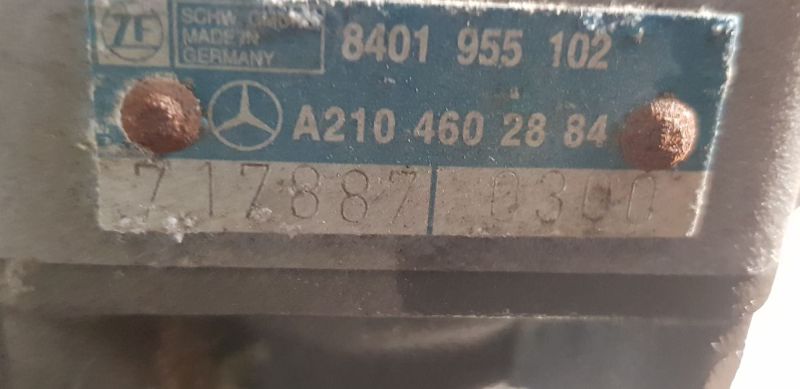 ZF
SCHW. GMÜND
MADE IN
GERMANY
8401 955 102
A210 460 28 84
717887 0300